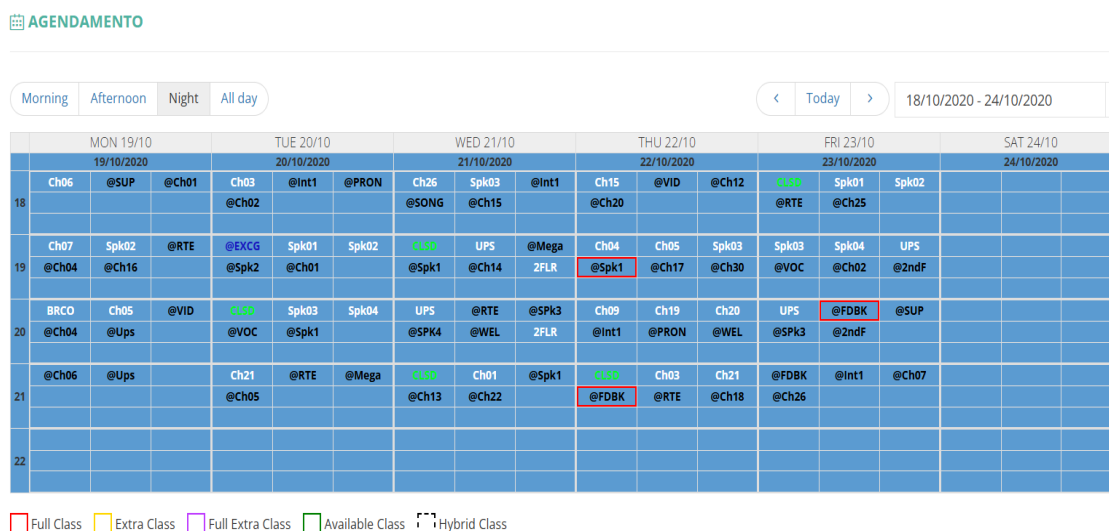 AGENDAMENTO
Morning Afternoon Night All day < Today > 18/10/2020 - 24/10/2020
MON 19/10 TUE 20/10 WED 21/10 THU 22/10 FRI 23/10 SAT 24/10
19/10/2020 20/10/2020 21/10/2020 22/10/2020 23/10/2020 24/10/2020
Ch06 @SUP @Ch01 Ch03 @Int1 @PRON Ch26 Spk03 @Int1 Ch15 @VID @Ch12 CLSD Spk01 Spk02
18 @Ch02 @SONG @Ch15 @Ch20 @RTE @Ch25
Ch07 Spk02 @RTE @EXCG Spk01 Spk02 CLSD UPS @Mega Ch04 Ch05 Spk03 Spk03 Spk04 UPS
19 @Ch04 @Ch16 @Spk2 @Ch01 @Spk1 @Ch14 2FLR @Spk1 @Ch17 @Ch30 @VOC @Ch02 @2ndF
BRCO Ch05 @VID CLSD Spk03 Spk04 UPS @RTE @SPk3 Ch09 Ch19 Ch20 UPS @FDBK @SUP
20 @Ch04 @Ups @VOC @Spk1 @SPK4 @WEL 2FLR @Int1 @PRON @WEL @SPk3 @2ndF
@Ch06 @Ups Ch21 @RTE @Mega CLSD Ch01 @Spk1 CLSD Ch03 Ch21 @FDBK @Int1 @Ch07
21 @Ch05 @Ch13 @Ch22 @FDBK @RTE @Ch18 @Ch26
22
Full Class Extra Class Full Extra Class Available Class Hybrid Class